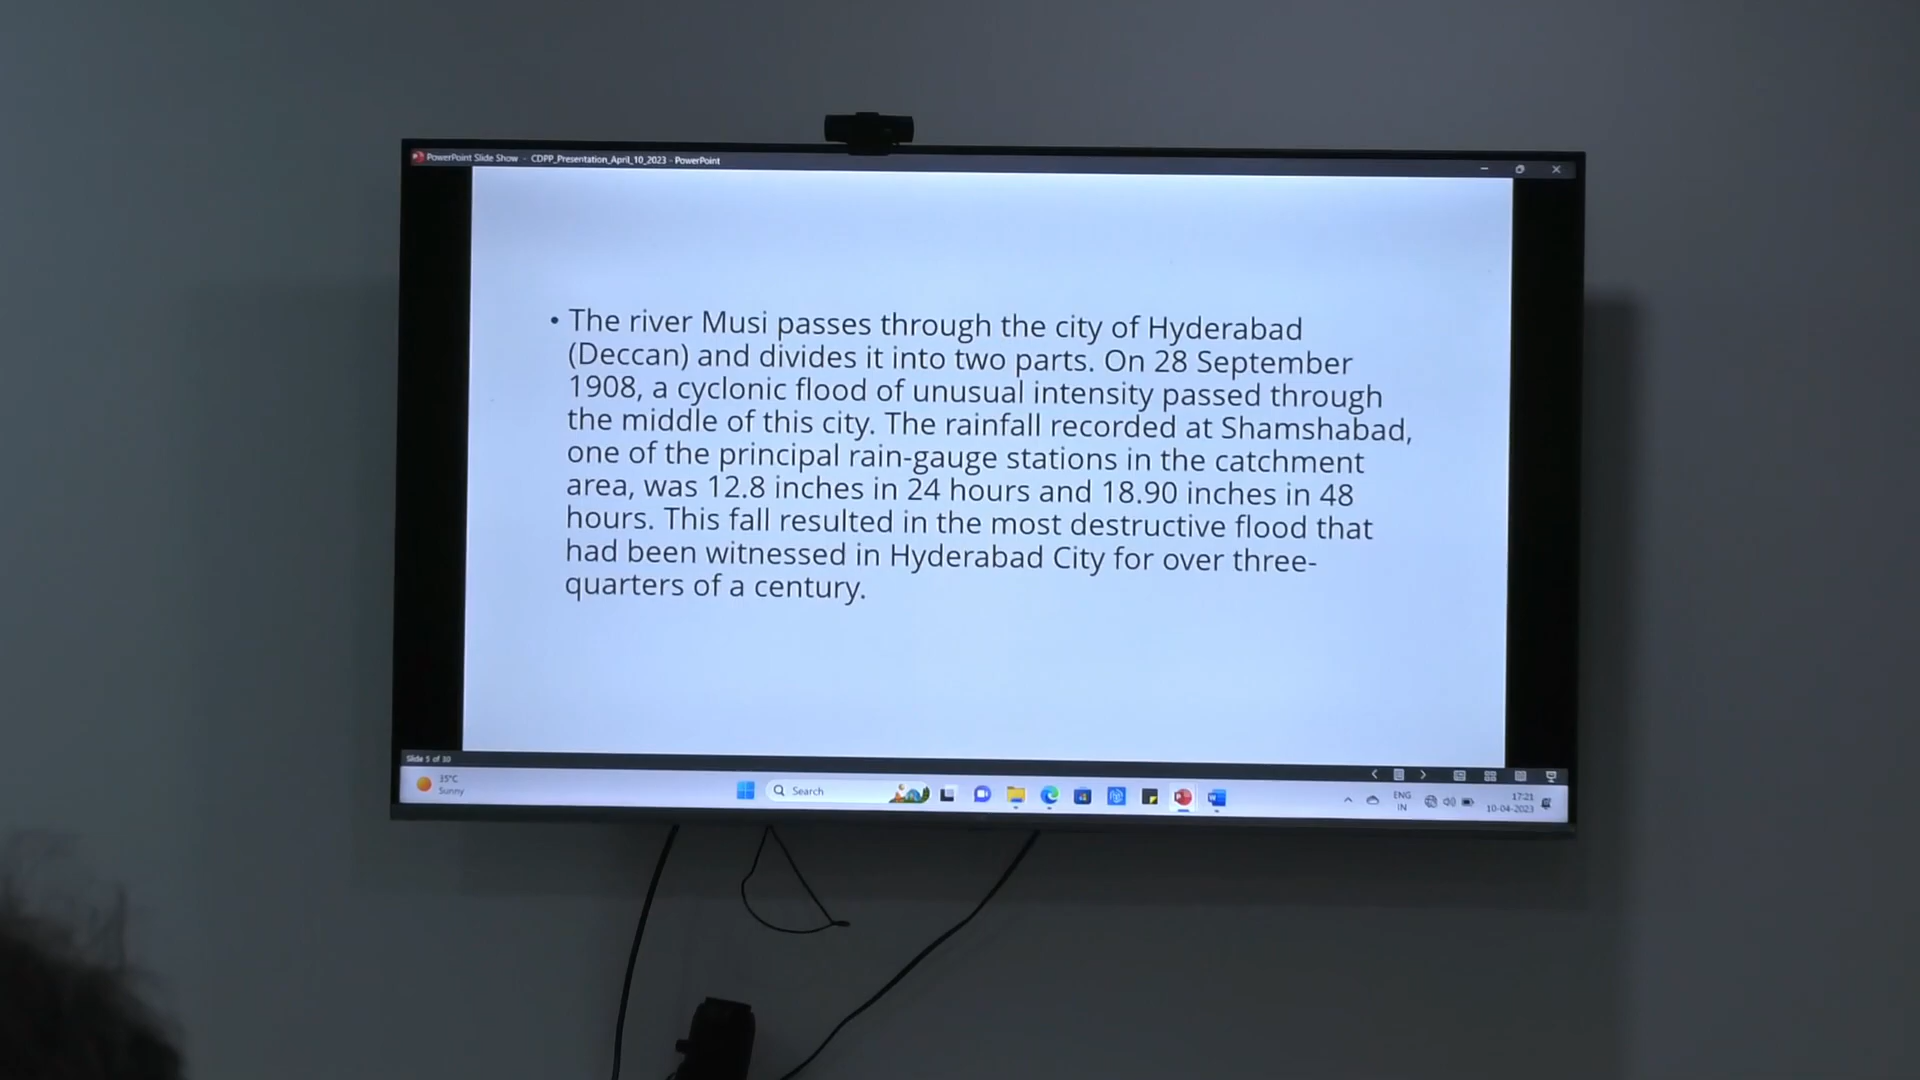 PowerPoint Slide Show - CDPP_Presentation_April_10_2023 - PowerPoint
• The river Musi passes through the city of Hyderabad
(Deccan) and divides it into two parts. On 28 September
1908, a cyclonic flood of unusual intensity passed through
the middle of this city. The rainfall recorded at Shamshabad,
one of the principal rain-gauge stations in the catchment
area, was 12.8 inches in 24 hours and 18.90 inches in 48
hours. This fall resulted in the most destructive flood that
had been witnessed in Hyderabad City for over three-
quarters of a century.
Slide 5 of 30
35°C
Sunny
Search
ENG
IN
17:21
10-04-2023